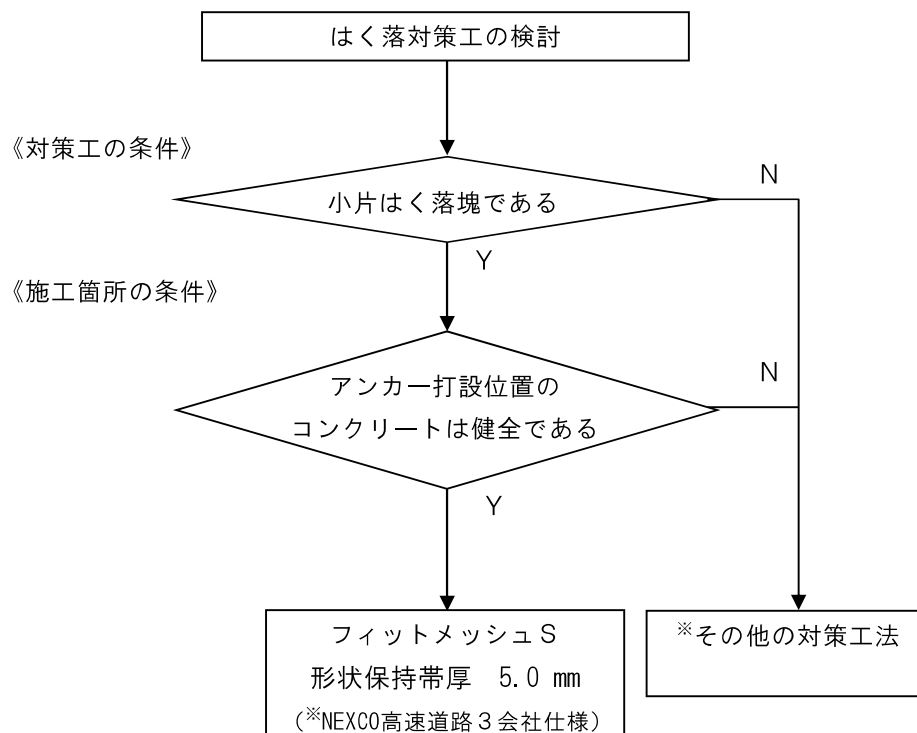 はく落対策工の検討
《対策工の条件》
小片はく落塊である
N
Y
《施工箇所の条件》
アンカー打設位置の
コンクリートは健全である
N
Y
フィットメッシュS
形状保持帯厚 5.0 mm
(※NEXCO高速道路3会社仕様)
※その他の対策工法